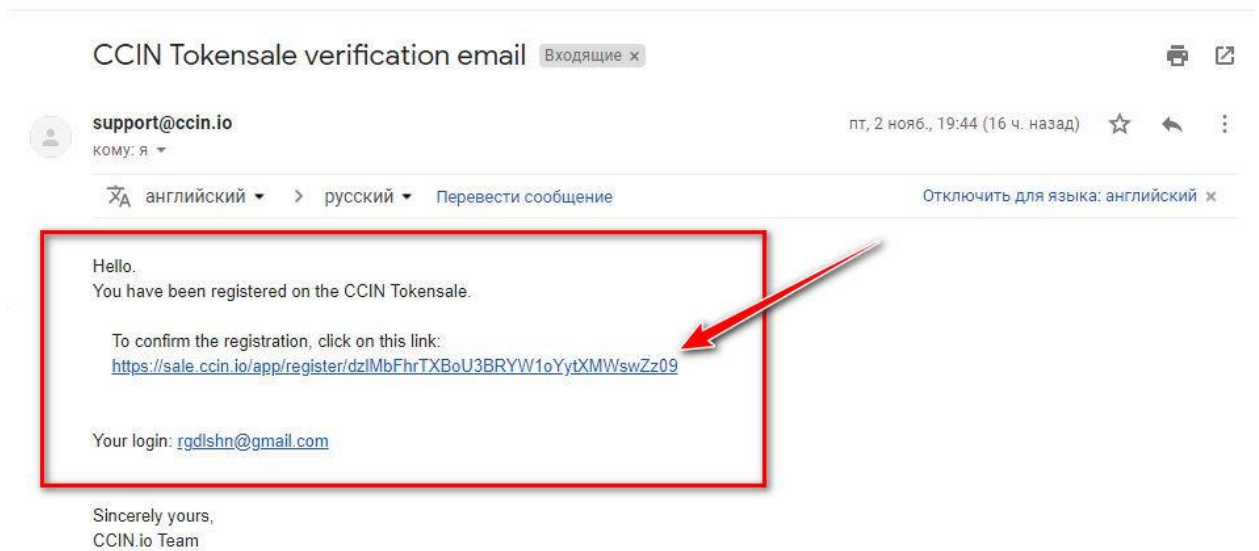 CCIN Tokensale verification email Входящие x
support@ccin.io
пт, 2 нояб., 19:44 (16 ч. назад)
кому: я
английский > русский Перевести сообщение
Отключить для языка: английский x
Hello.
You have been registered on the CCIN Tokensale.
To confirm the registration, click on this link:
https://sale.ccin.io/app/register/dzlMbFhrTXBoU3BRYW1oYytXMWswZz09
Your login: rgdlshn@gmail.com
Sincerely yours,
CCIN.io Team